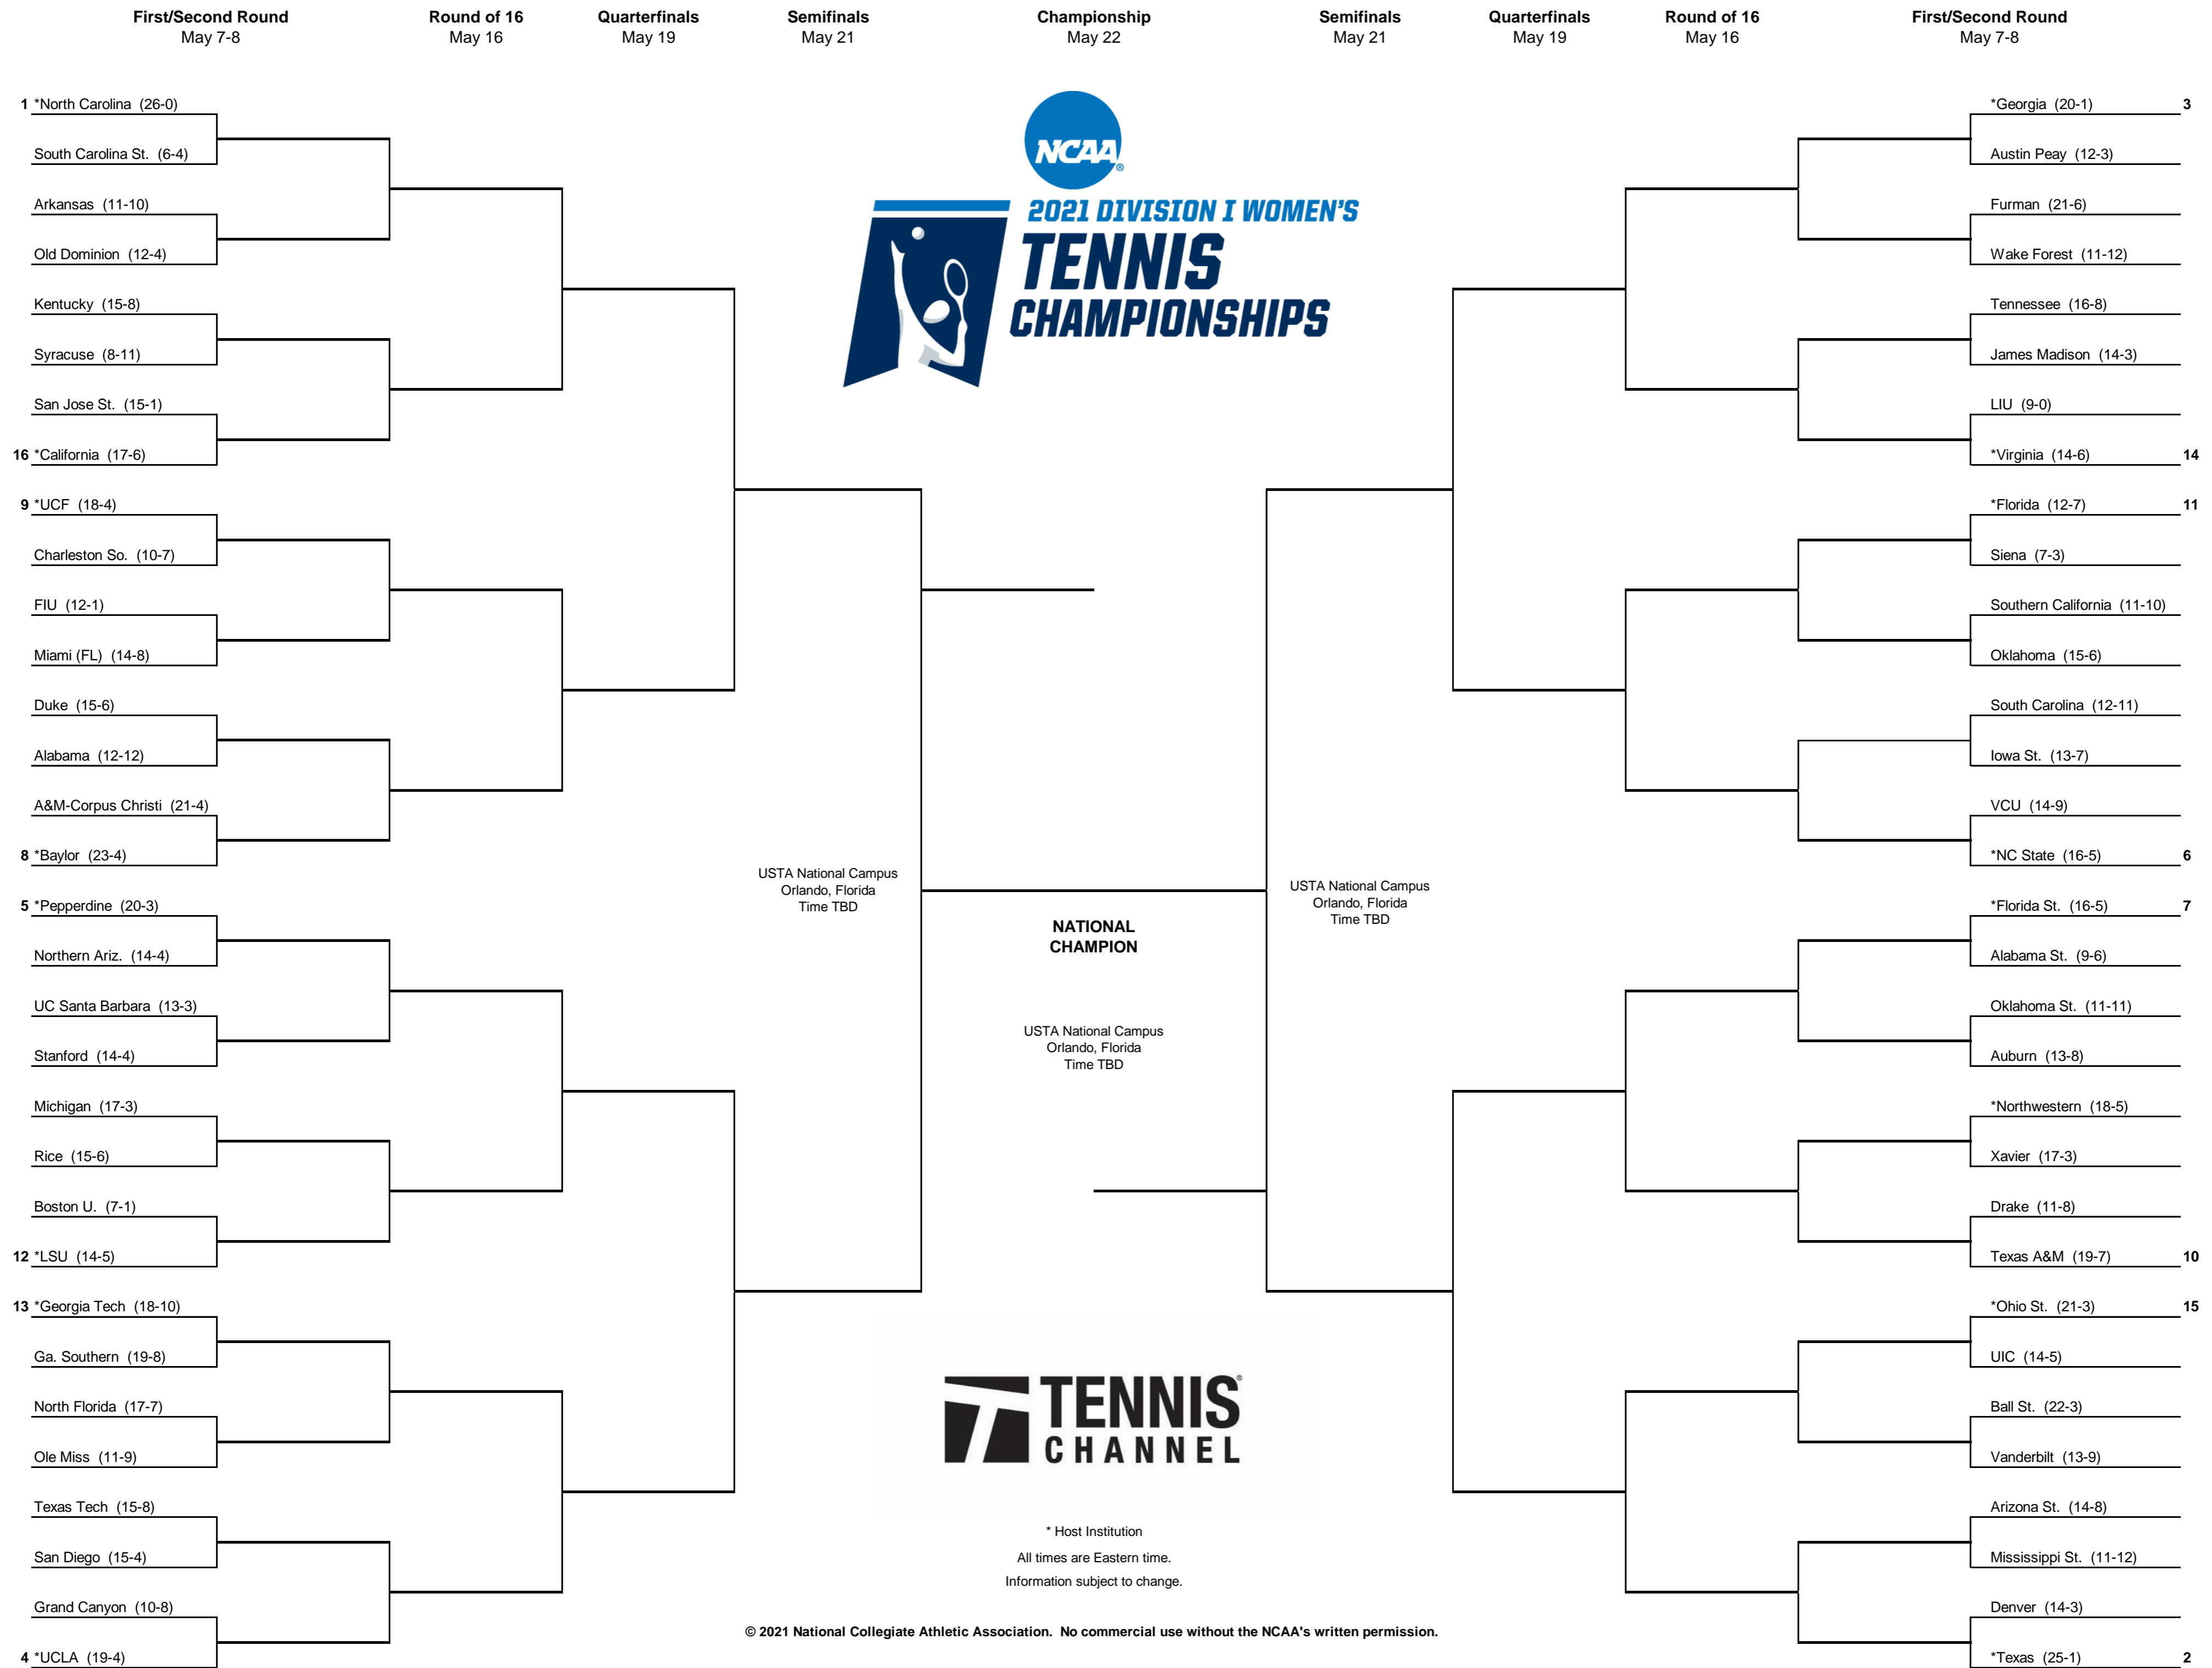 First/Second Round
May 7-8
Round of 16
May 16
Quarterfinals
May 19
Semifinals
May 21
Championship
May 22
Semifinals
May 21
Quarterfinals
May 19
Round of 16
May 16
First/Second Round
May 7-8
1 *North Carolina (26-0)
South Carolina St. (6-4)
Arkansas (11-10)
Old Dominion (12-4)
Kentucky (15-8)
Syracuse (8-11)
San Jose St. (15-1)
16 *California (17-6)
9 *UCF (18-4)
Charleston So. (10-7)
FIU (12-1)
Miami (FL) (14-8)
Duke (15-6)
Alabama (12-12)
A&M-Corpus Christi (21-4)
8 *Baylor (23-4)
5 *Pepperdine (20-3)
Northern Ariz. (14-4)
UC Santa Barbara (13-3)
Stanford (14-4)
Michigan (17-3)
Rice (15-6)
Boston U. (7-1)
12 *LSU (14-5)
13 *Georgia Tech (18-10)
Ga. Southern (19-8)
North Florida (17-7)
Ole Miss (11-9)
Texas Tech (15-8)
San Diego (15-4)
Grand Canyon (10-8)
4 *UCLA (19-4)
NCAA®
2021 DIVISION I WOMEN'S
TENNIS
CHAMPIONSHIPS
USTA National Campus
Orlando, Florida
Time TBD
NATIONAL
CHAMPION
USTA National Campus
Orlando, Florida
Time TBD
USTA National Campus
Orlando, Florida
Time TBD
TENNIS®
CHANNEL
* Host Institution
All times are Eastern time.
Information subject to change.
© 2021 National Collegiate Athletic Association. No commercial use without the NCAA's written permission.
*Georgia (20-1) 3
Austin Peay (12-3)
Furman (21-6)
Wake Forest (11-12)
Tennessee (16-8)
James Madison (14-3)
LIU (9-0)
*Virginia (14-6) 14
*Florida (12-7) 11
Siena (7-3)
Southern California (11-10)
Oklahoma (15-6)
South Carolina (12-11)
Iowa St. (13-7)
VCU (14-9)
*NC State (16-5) 6
*Florida St. (16-5) 7
Alabama St. (9-6)
Oklahoma St. (11-11)
Auburn (13-8)
*Northwestern (18-5)
Xavier (17-3)
Drake (11-8)
Texas A&M (19-7) 10
*Ohio St. (21-3) 15
UIC (14-5)
Ball St. (22-3)
Vanderbilt (13-9)
Arizona St. (14-8)
Mississippi St. (11-12)
Denver (14-3)
*Texas (25-1) 2